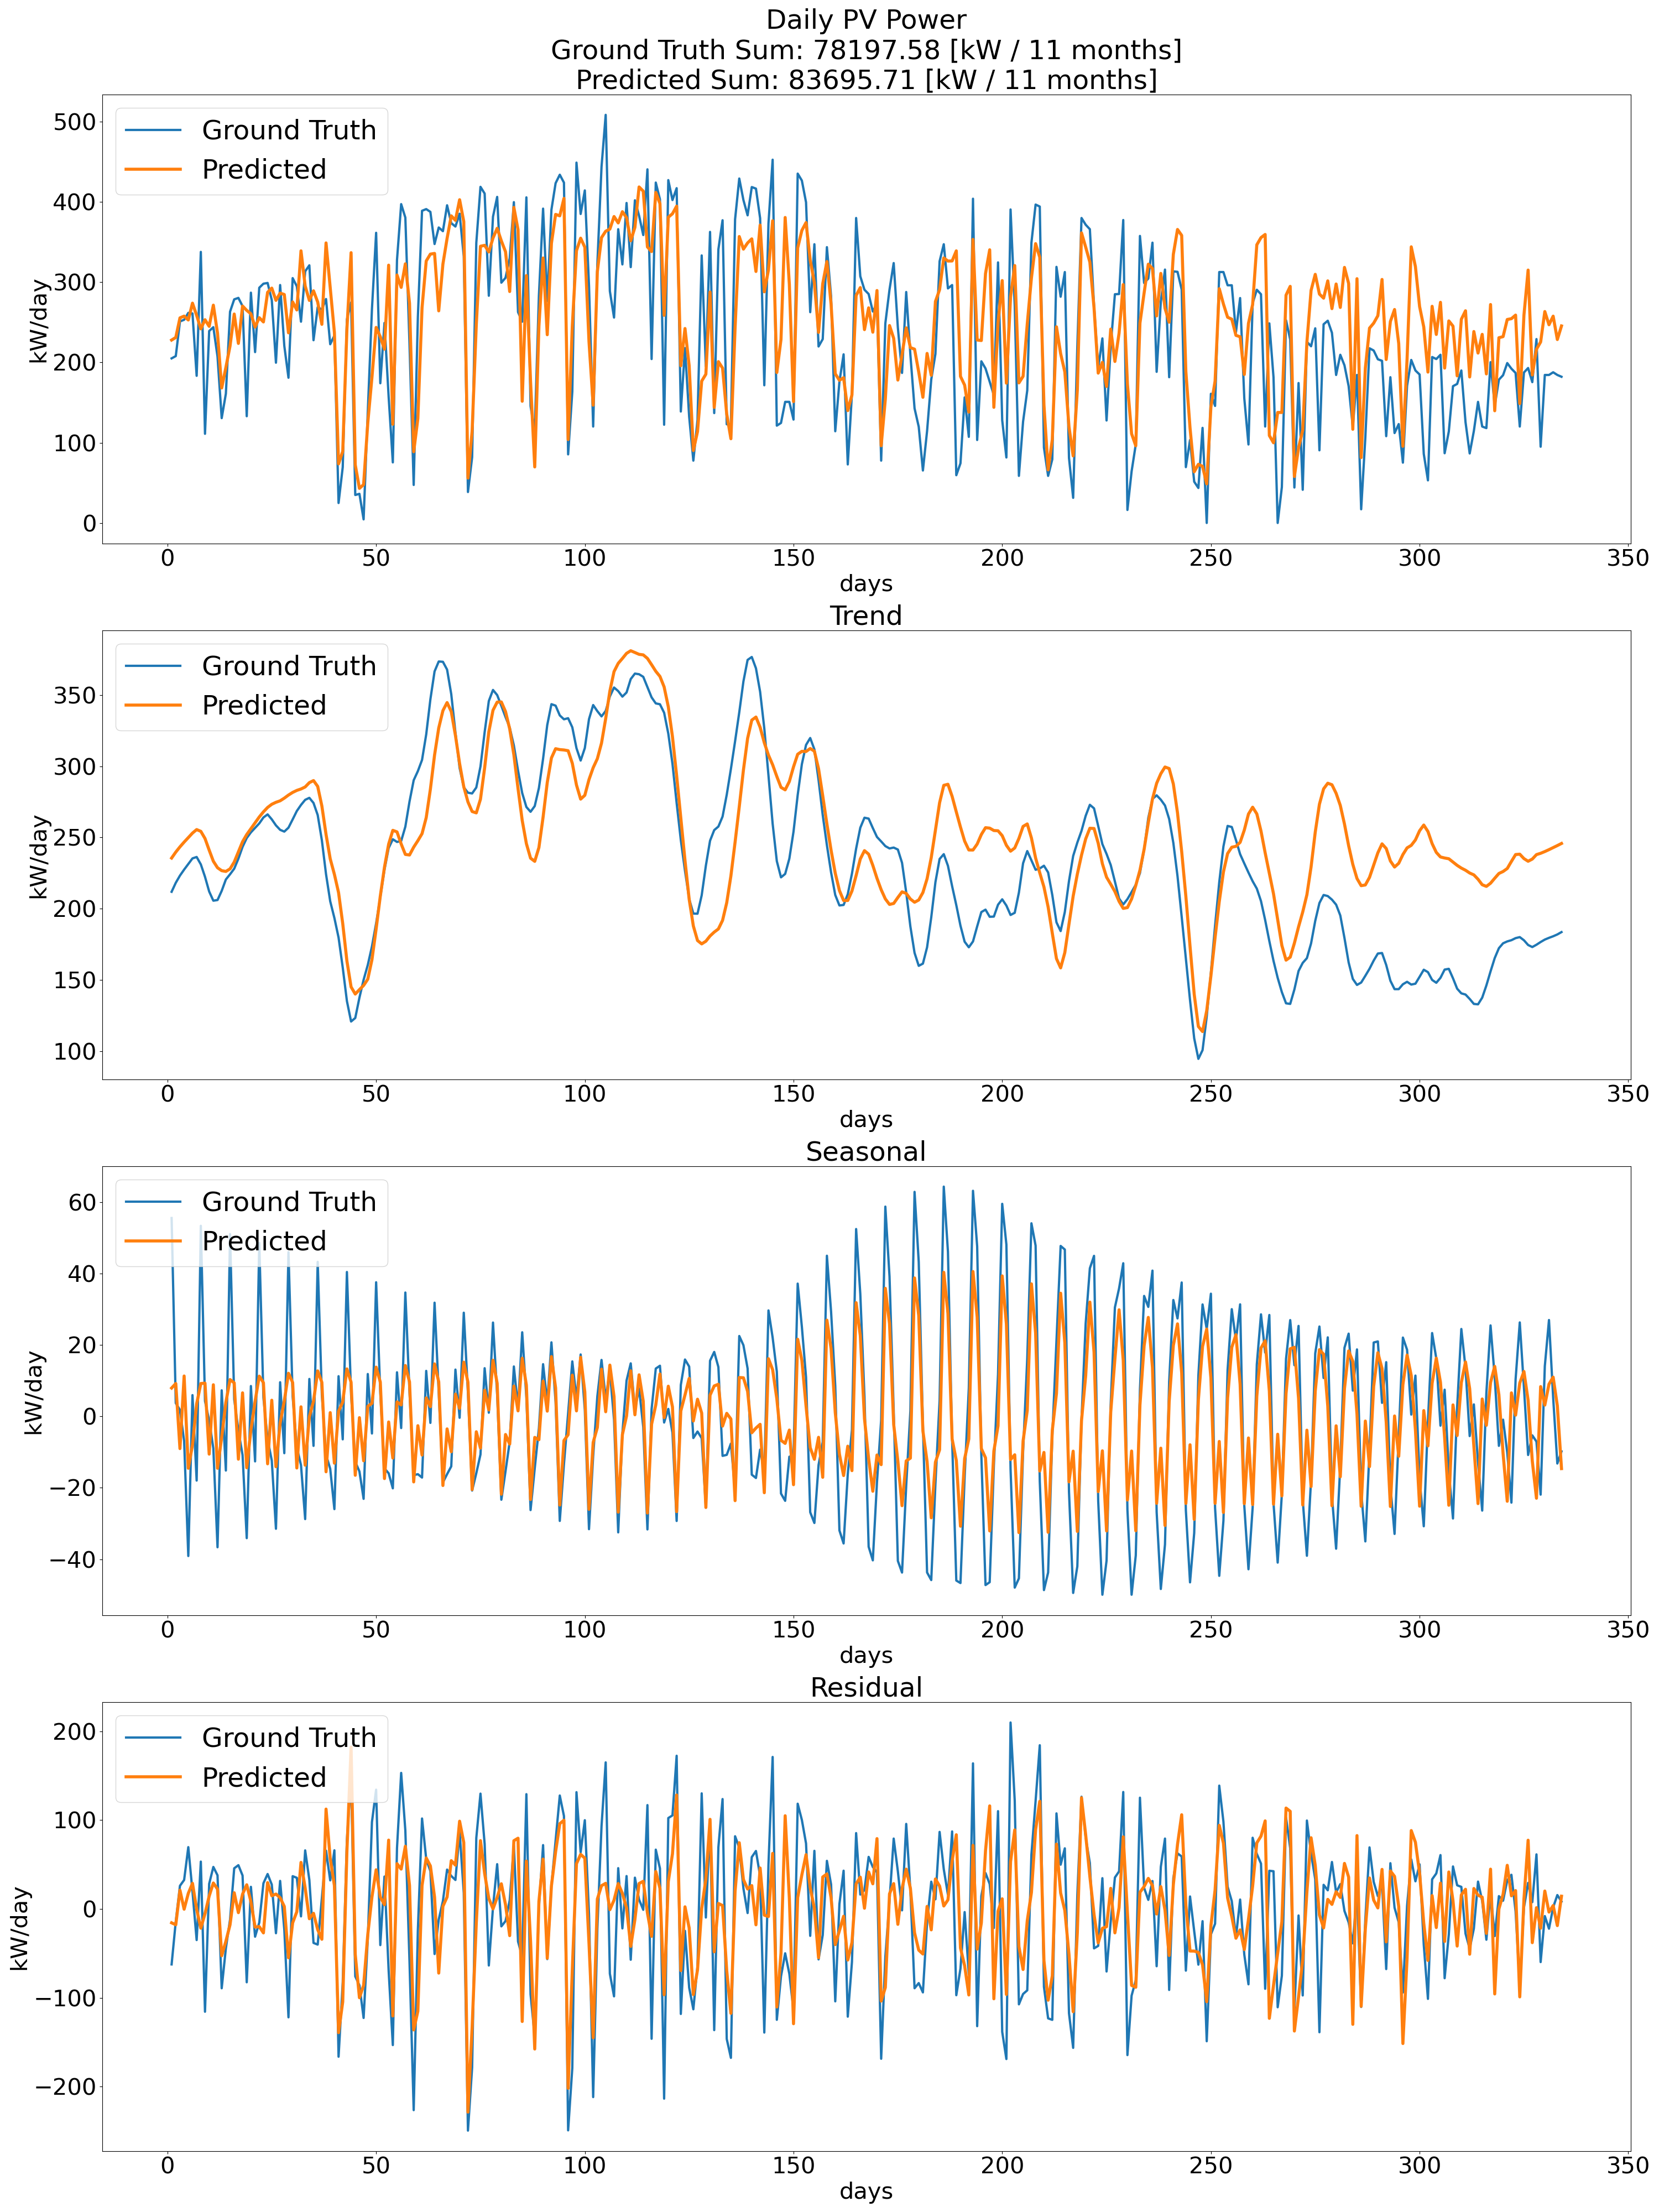 Daily PV Power
Ground Truth Sum: 78197.58 [kW / 11 months]
Predicted Sum: 83695.71 [kW / 11 months]
Ground Truth
Predicted
kW/day
500
400
300
200
100
0
0 50 100 150 200 250 300 350
days
Trend
Ground Truth
Predicted
kW/day
350
300
250
200
150
100
0 50 100 150 200 250 300 350
days
Seasonal
Ground Truth
Predicted
kW/day
60
40
20
0
−20
−40
0 50 100 150 200 250 300 350
days
Residual
Ground Truth
Predicted
kW/day
200
100
0
−100
−200
0 50 100 150 200 250 300 350
days